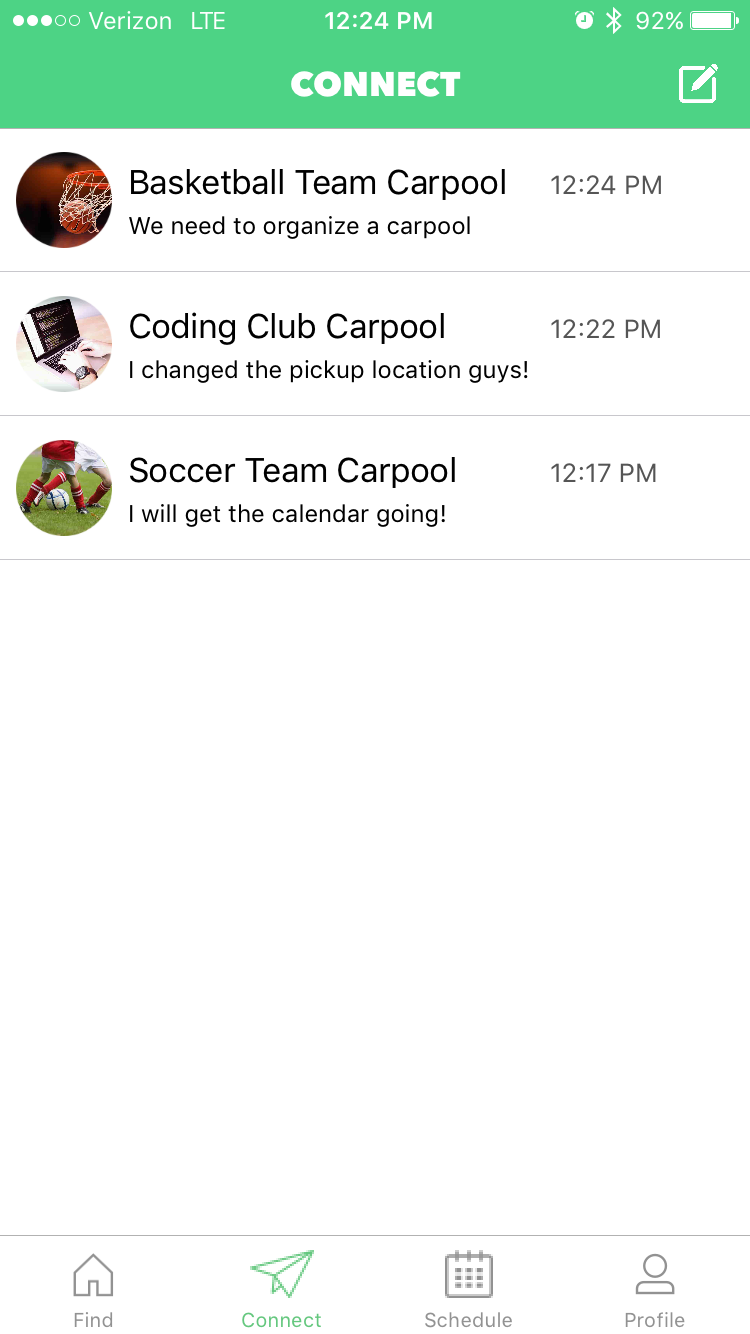 Verizon LTE 12:24 PM 92%
CONNECT
Basketball Team Carpool 12:24 PM
We need to organize a carpool
Coding Club Carpool 12:22 PM
I changed the pickup location guys!
Soccer Team Carpool 12:17 PM
I will get the calendar going!
Find Connect Schedule Profile